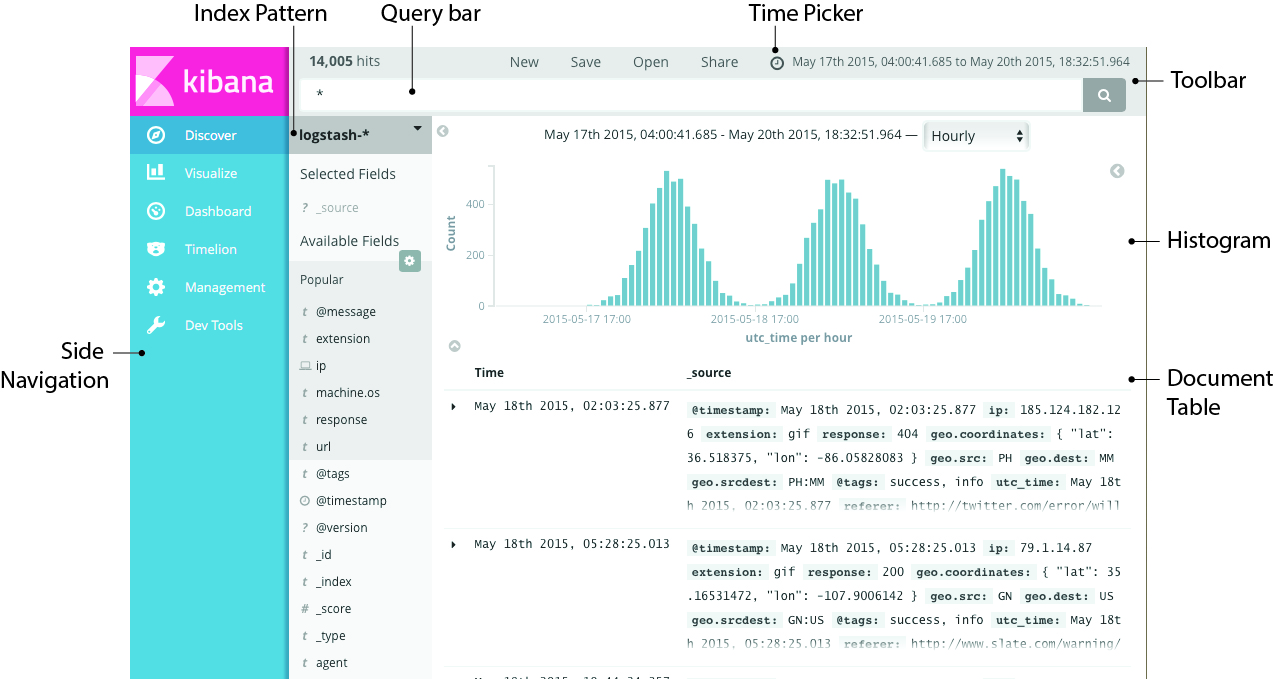 Index Pattern
Query bar
Time Picker
kibana
14,005 hits
New Save Open Share May 17th 2015, 04:00:41.685 to May 20th 2015, 18:32:51.964
Toolbar
*
Discover
Visualize
Dashboard
Timelion
Management
Dev Tools
Side
Navigation
logstash-*
Selected Fields
? _source
Available Fields
Popular
t @message
t extension
ip
t machine.os
t response
t url
t @tags
@timestamp
? @version
t _id
t _index
# _score
t _type
t agent
May 17th 2015, 04:00:41.685 - May 20th 2015, 18:32:51.964 — Hourly
Count
400
200
0
2015-05-17 17:00 2015-05-18 17:00 2015-05-19 17:00
utc_time per hour
Histogram
Time _source
Document
Table
May 18th 2015, 02:03:25.877
@timestamp: May 18th 2015, 02:03:25.877 ip: 185.124.182.12
6 extension: gif response: 404 geo.coordinates: { "lat":
36.518375, "lon": -86.05828083 } geo.src: PH geo.dest: MM
geo.srcdest: PH:MM @tags: success, info utc_time: May 18t
h 2015, 02:03:25.877 referer: http://twitter.com/error/will
May 18th 2015, 05:28:25.013
@timestamp: May 18th 2015, 05:28:25.013 ip: 79.1.14.87
extension: gif response: 200 geo.coordinates: { "lat": 35
.16531472, "lon": -107.9006142 } geo.src: GN geo.dest: US
geo.srcdest: GN:US @tags: success, info utc_time: May 18t
h 2015, 05:28:25.013 referer: http://www.slate.com/warning/